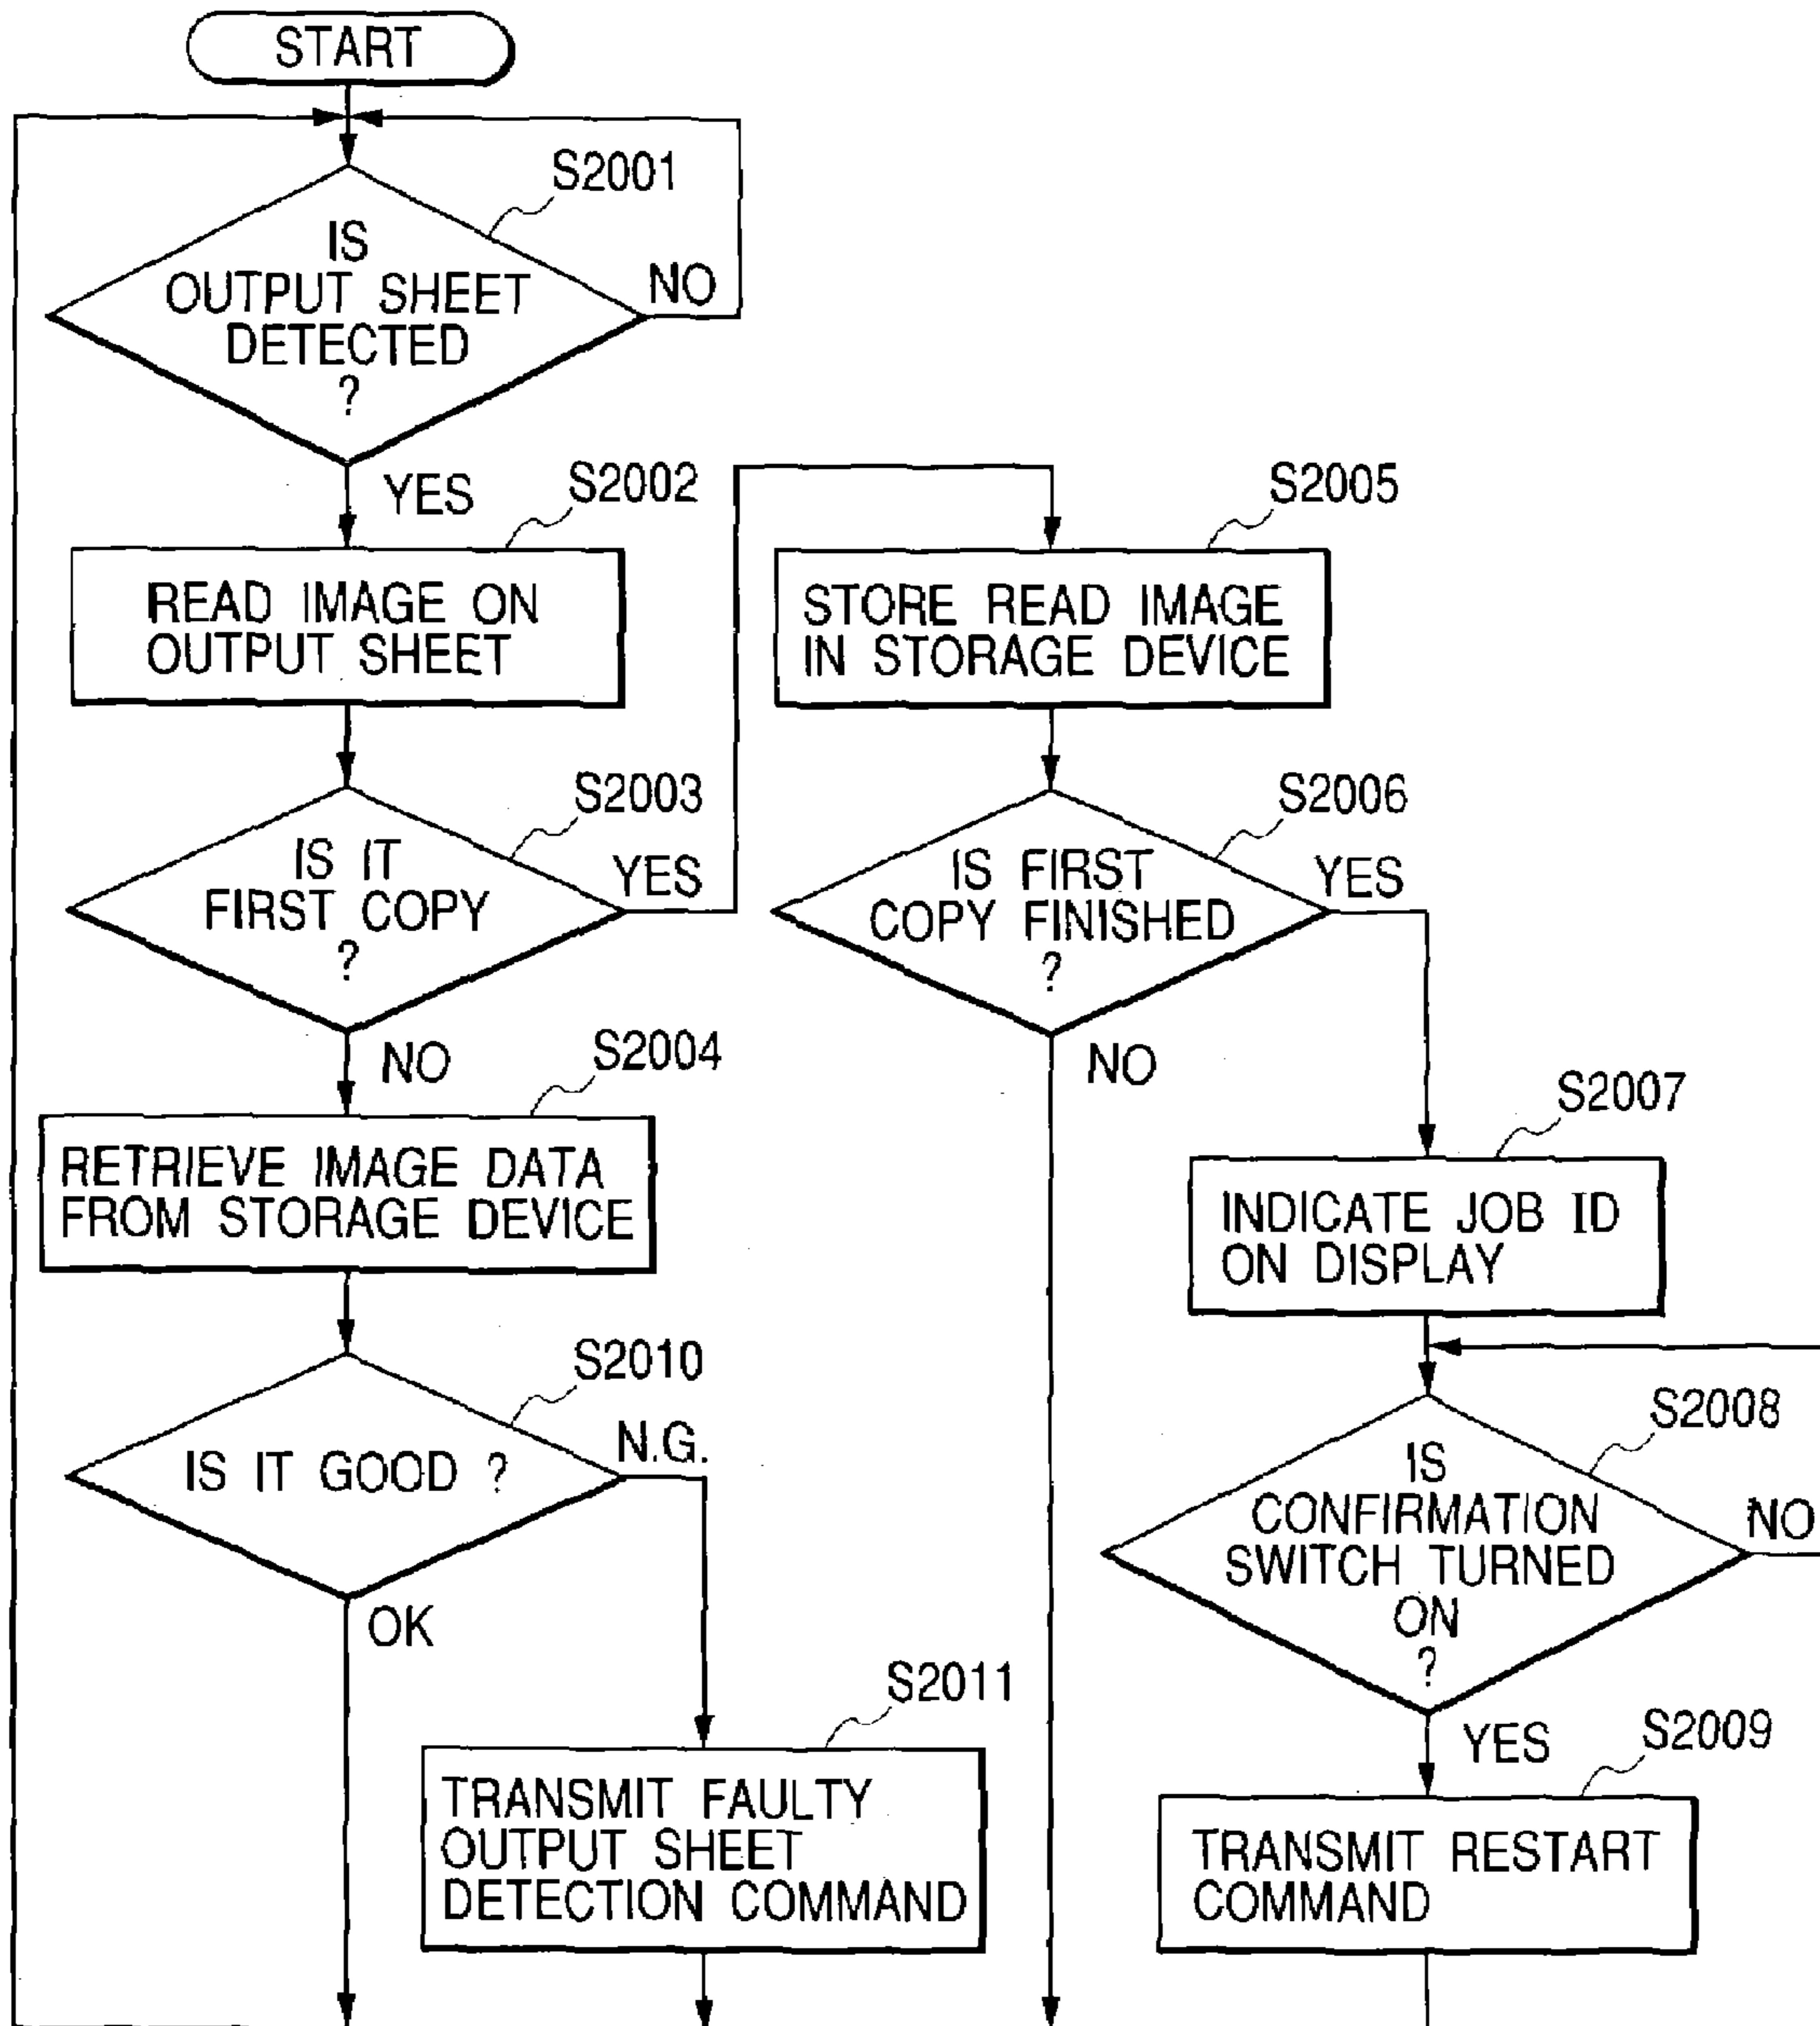 START
S2001
IS
OUTPUT SHEET
DETECTED
?
NO
YES
S2002
READ IMAGE ON
OUTPUT SHEET
S2003
IS IT
FIRST COPY
?
YES
NO
S2004
RETRIEVE IMAGE DATA
FROM STORAGE DEVICE
S2010
IS IT GOOD ?
N.G.
OK
S2011
TRANSMIT FAULTY
OUTPUT SHEET
DETECTION COMMAND
S2005
STORE READ IMAGE
IN STORAGE DEVICE
S2006
IS FIRST
COPY FINISHED
?
YES
NO
S2007
INDICATE JOB ID
ON DISPLAY
S2008
IS
CONFIRMATION
SWITCH TURNED
ON
?
NO
YES
S2009
TRANSMIT RESTART
COMMAND